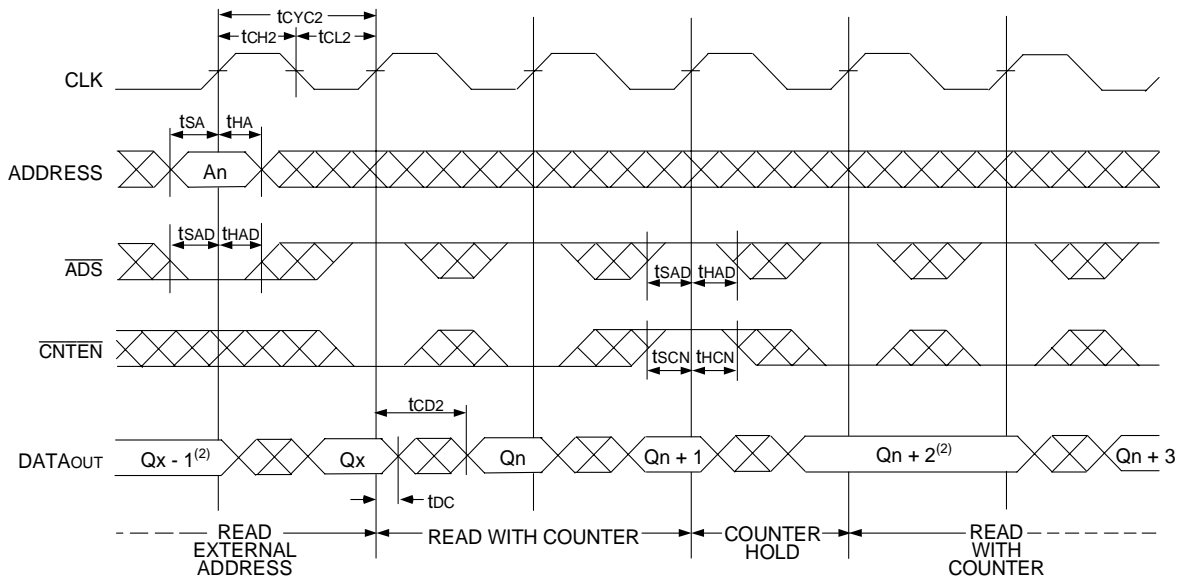 tCYC2
tCH2 tCL2
CLK
tSA tHA
ADDRESS An
tSAD tHAD
ADS
tSAD tHAD
CNTEN
tSCN tHCN
tCD2
DATAOUT Qx - 1(2) Qx Qn Qn + 1 Qn + 2(2) Qn + 3
tDC
READ EXTERNAL ADDRESS
READ WITH COUNTER
COUNTER HOLD
READ WITH COUNTER